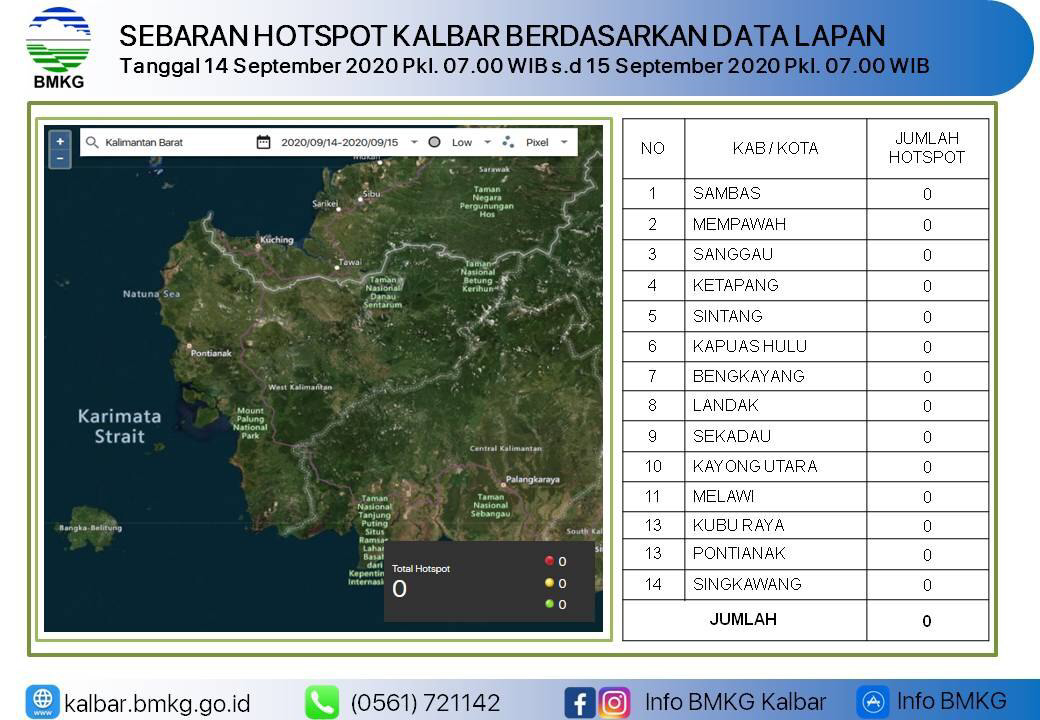 BMKG
SEBARAN HOTSPOT KALBAR BERDASARKAN DATA LAPAN
Tanggal 14 September 2020 Pkl. 07.00 WIB s.d 15 September 2020 Pkl. 07.00 WIB
+
-
Kalimantan Barat 2020/09/14-2020/09/15 Low Pixel
Mukah
Sarawak
Sibu
Sarikei
Taman
Negara
Pergunungan
Hos
Kuching
Tawai
Taman
Nasional
Danau
Sentarum
Taman
Nasional
Betung -
Kerihun
Natuna Sea
Pontianak
West Kalimantan
Karimata
Strait
Mount
Palung
National
Park
Central Kalimantan
Palangkaraya
Taman
Nasional
Sebangau
Taman
Nasional
Tanjung
Puting
Situs
Ramsar
Lahan
Basah
dari
Kepentin
Internasi
Bangka-Belitung
South Kal
Total Hotspot
0
0
0
0
NO KAB / KOTA JUMLAH HOTSPOT
1 SAMBAS 0
2 MEMPAWAH 0
3 SANGGAU 0
4 KETAPANG 0
5 SINTANG 0
6 KAPUAS HULU 0
7 BENGKAYANG 0
8 LANDAK 0
9 SEKADAU 0
10 KAYONG UTARA 0
11 MELAWI 0
13 KUBU RAYA 0
13 PONTIANAK 0
14 SINGKAWANG 0
JUMLAH 0
kalbar.bmkg.go.id (0561) 721142 Info BMKG Kalbar Info BMKG